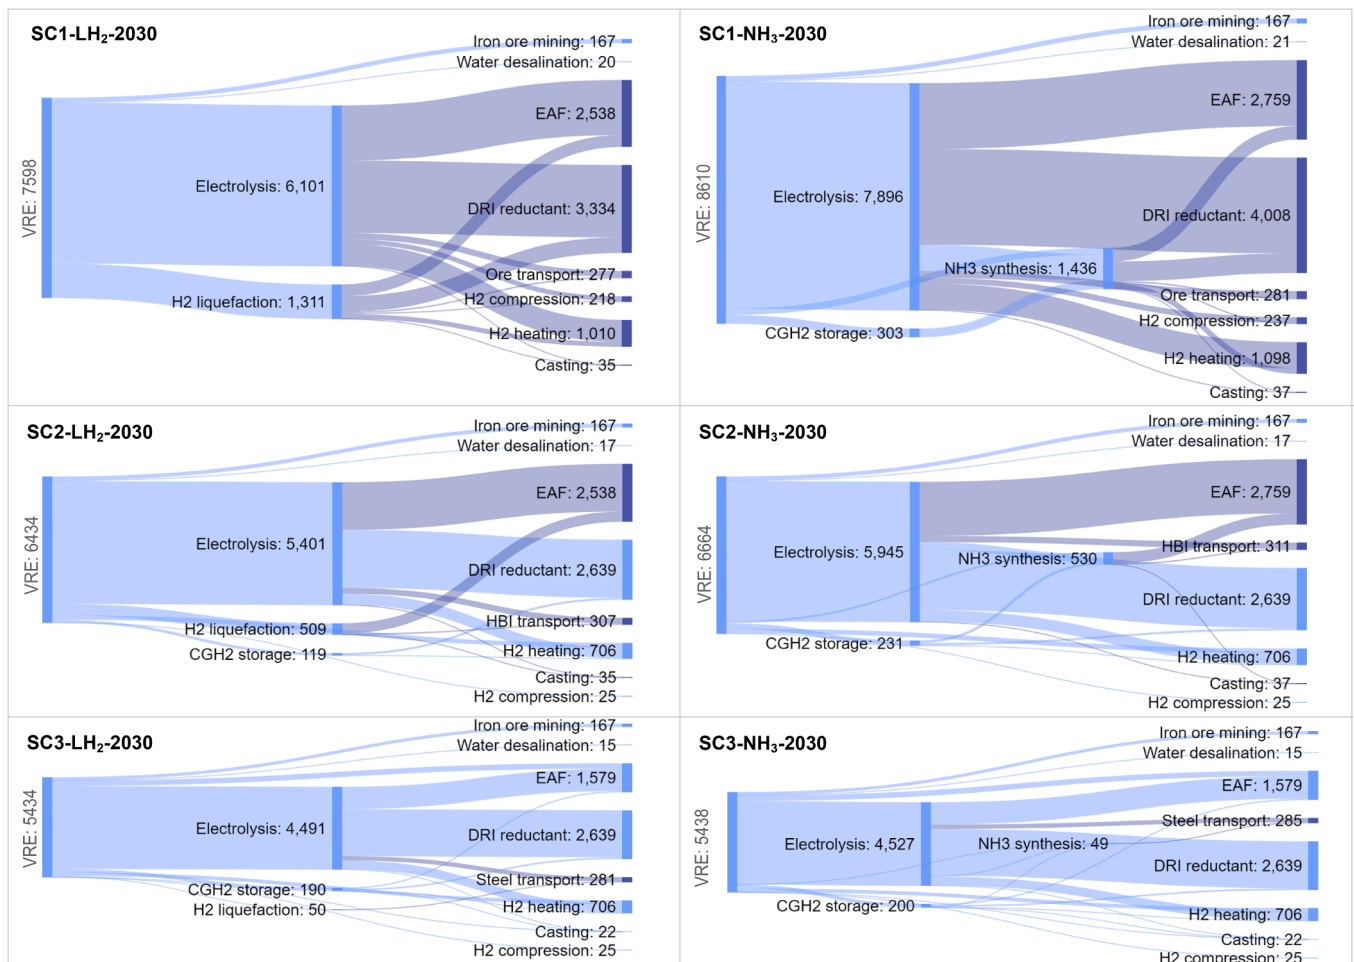 SC1-LH₂-2030
Iron ore mining: 167
Water desalination: 20
EAF: 2,538
VRE: 7598
Electrolysis: 6,101
DRI reductant: 3,334
Ore transport: 277
H2 liquefaction: 1,311
H2 compression: 218
H2 heating: 1,010
Casting: 35
SC1-NH₃-2030
Iron ore mining: 167
Water desalination: 21
EAF: 2,759
VRE: 8610
Electrolysis: 7,896
DRI reductant: 4,008
NH3 synthesis: 1,436
Ore transport: 281
H2 compression: 237
CGH2 storage: 303
H2 heating: 1,098
Casting: 37
SC2-LH₂-2030
Iron ore mining: 167
Water desalination: 17
EAF: 2,538
VRE: 6434
Electrolysis: 5,401
DRI reductant: 2,639
HBI transport: 307
H2 liquefaction: 509
H2 heating: 706
CGH2 storage: 119
Casting: 35
H2 compression: 25
SC2-NH₃-2030
Iron ore mining: 167
Water desalination: 17
EAF: 2,759
VRE: 6664
Electrolysis: 5,945
HBI transport: 311
NH3 synthesis: 530
DRI reductant: 2,639
CGH2 storage: 231
H2 heating: 706
Casting: 37
H2 compression: 25
SC3-LH₂-2030
Iron ore mining: 167
Water desalination: 15
EAF: 1,579
VRE: 5434
Electrolysis: 4,491
DRI reductant: 2,639
Steel transport: 281
CGH2 storage: 190
H2 heating: 706
H2 liquefaction: 50
Casting: 22
H2 compression: 25
SC3-NH₃-2030
Iron ore mining: 167
Water desalination: 15
EAF: 1,579
Steel transport: 285
VRE: 5438
Electrolysis: 4,527
NH3 synthesis: 49
DRI reductant: 2,639
CGH2 storage: 200
H2 heating: 706
Casting: 22
H2 compression: 25